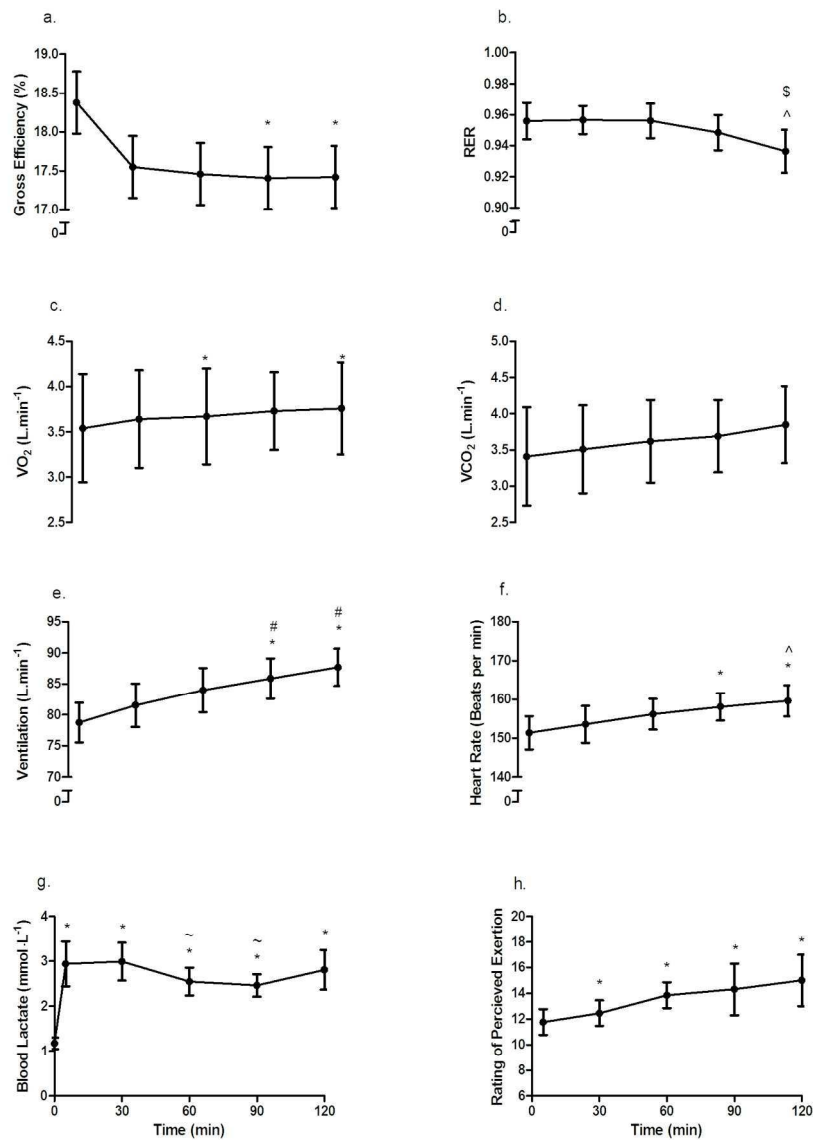 a.
Gross Efficiency (%)
19.0
18.5
18.0
17.5
17.0
0
* *
b.
RER
1.00
0.98
0.96
0.94
0.92
0.90
0
$
^
c.
VO₂ (L.min⁻¹)
4.5
4.0
3.5
3.0
2.5
* *
d.
VCO₂ (L.min⁻¹)
5.0
4.5
4.0
3.5
3.0
2.5
e.
Ventilation (L.min⁻¹)
95
90
85
80
75
70
0
# #
* *
f.
Heart Rate (Beats per min)
180
170
160
150
140
0
^
* *
g.
Blood Lactate (mmol·L⁻¹)
4
3
2
1
0
* * ~ ~ *
* *
0 30 60 90 120
Time (min)
h.
Rating of Percieved Exertion
20
18
16
14
12
10
8
6
* * * *
0 30 60 90 120
Time (min)